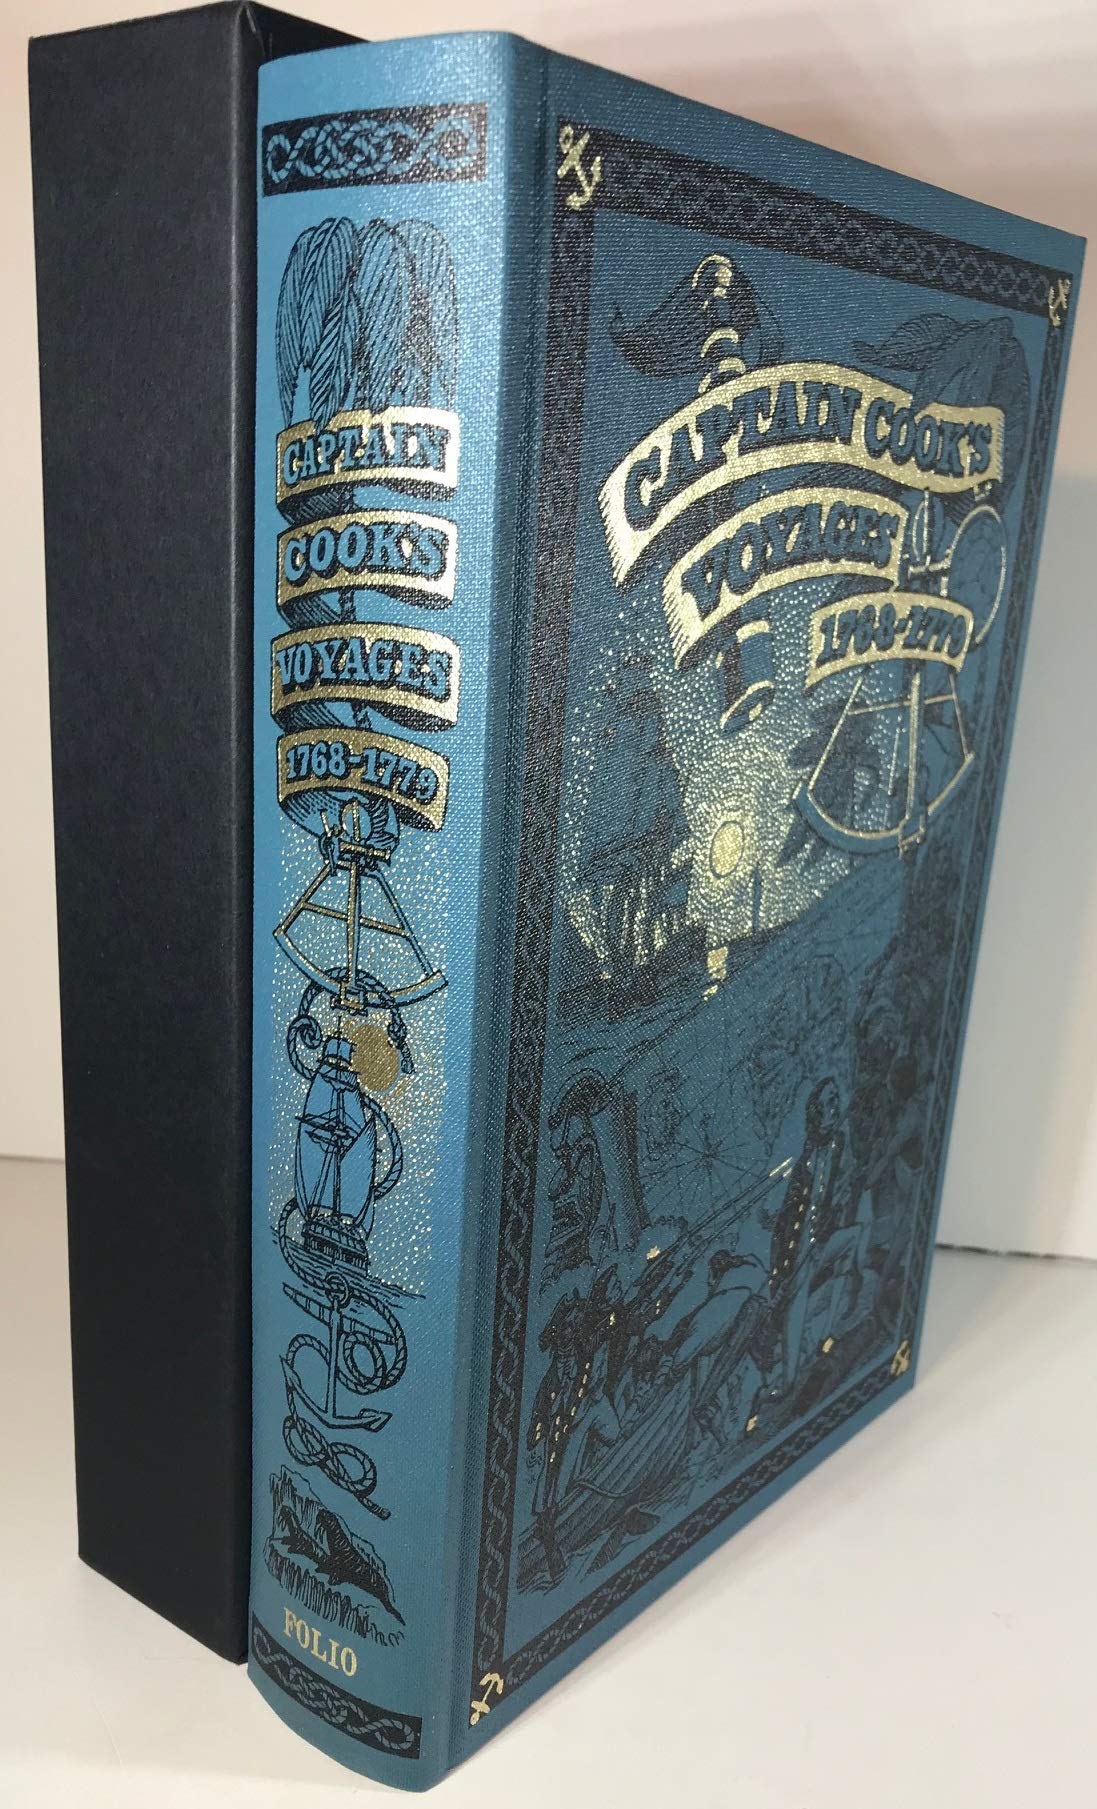 CAPTAIN
COOK'S
VOYAGES
1768-1779
FOLIO
CAPTAIN COOK'S
VOYAGES
1768-1779